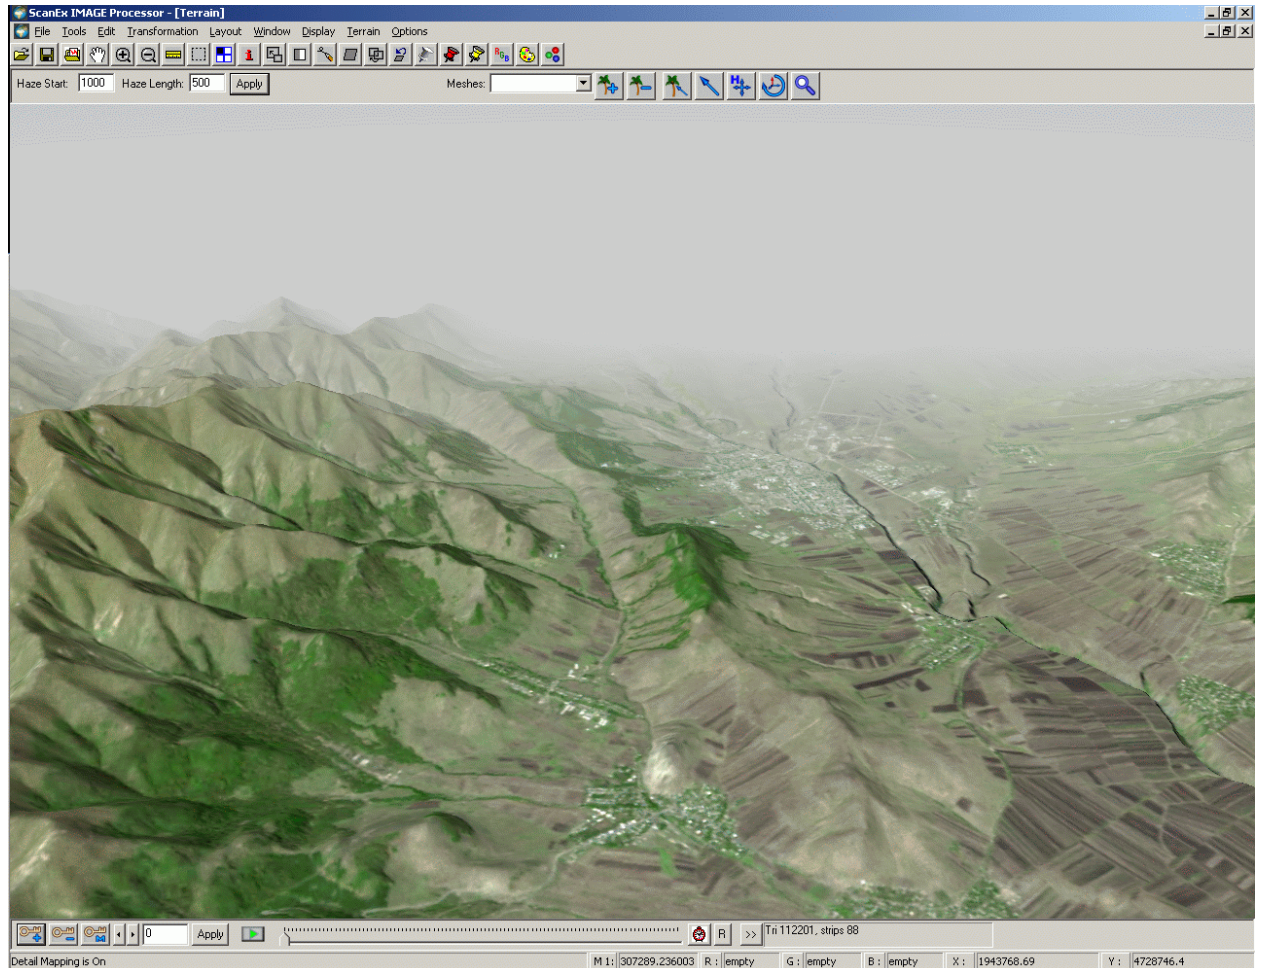 ScanEx IMAGE Processor - [Terrain]
File Tools Edit Transformation Layout Window Display Terrain Options
R G B
Haze Start: 1000 Haze Length: 500 Apply Meshes: H
0 Apply R >> Tri 112201, strips 88
Detail Mapping is On M 1: 307289.236003 R : empty G : empty B : empty X : 1943768.69 Y : 4728746.4